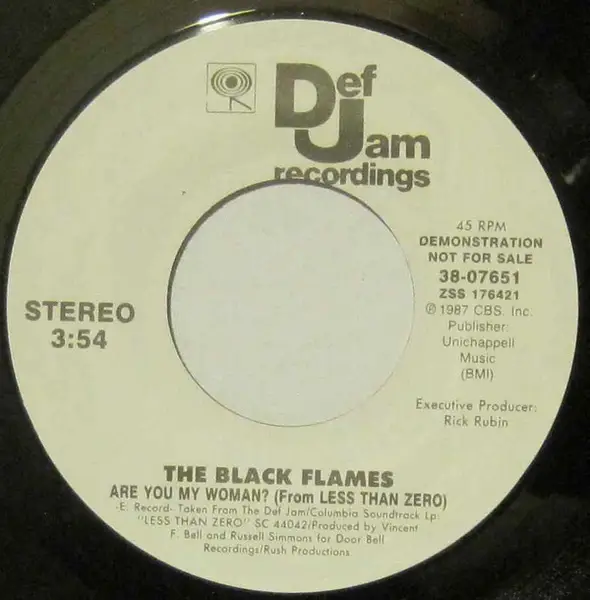 Def
Jam
recordings
45 RPM
DEMONSTRATION
NOT FOR SALE
38-07651
ZSS 176421
℗ 1987 CBS. Inc.
Publisher:
Unichappell
Music
(BMI)
STEREO
3:54
Executive Producer:
Rick Rubin
THE BLACK FLAMES
ARE YOU MY WOMAN? (From LESS THAN ZERO)
-E. Record- Taken From The Def Jam/Columbia Soundtrack Lp:
"LESS THAN ZERO" SC 44042/Produced by Vincent
F. Bell and Russell Simmons for Door Bell
Recordings/Rush Productions